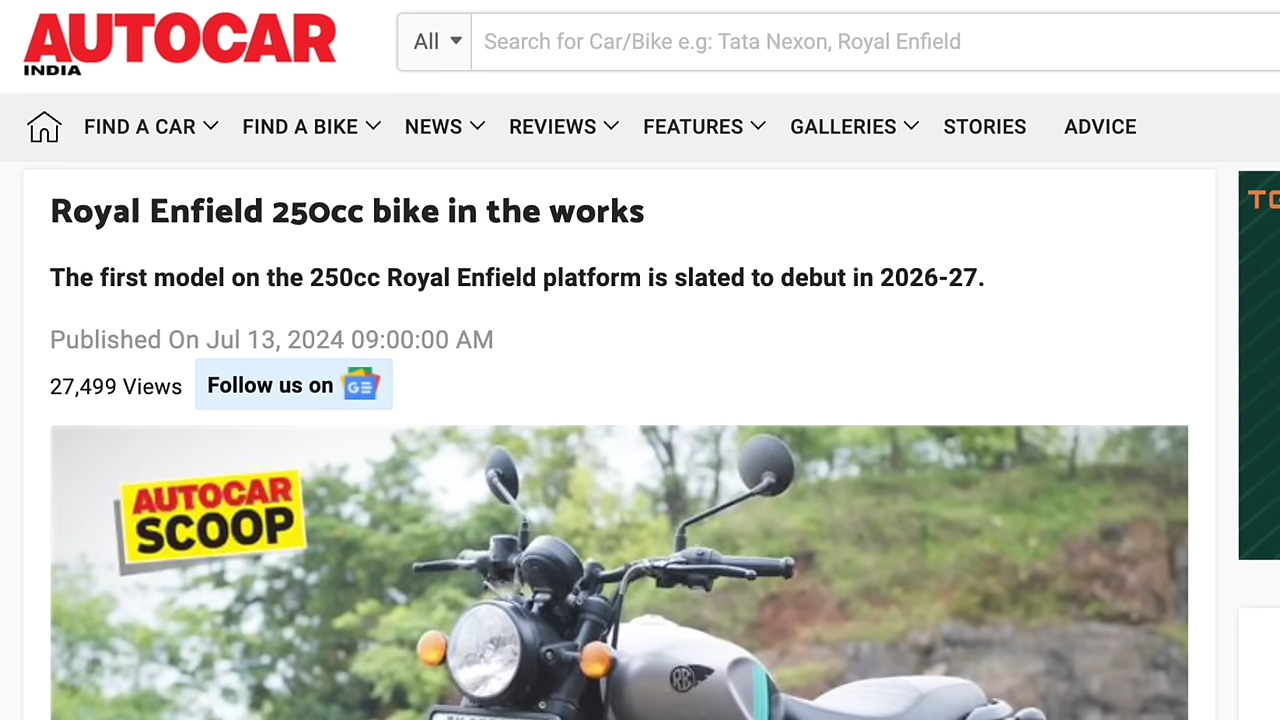 AUTOCAR
INDIA
All
Search for Car/Bike e.g: Tata Nexon, Royal Enfield
FIND A CAR FIND A BIKE NEWS REVIEWS FEATURES GALLERIES STORIES ADVICE
Royal Enfield 250cc bike in the works
The first model on the 250cc Royal Enfield platform is slated to debut in 2026-27.
Published On Jul 13, 2024 09:00:00 AM
27,499 Views Follow us on GE
AUTOCAR
SCOOP
RE